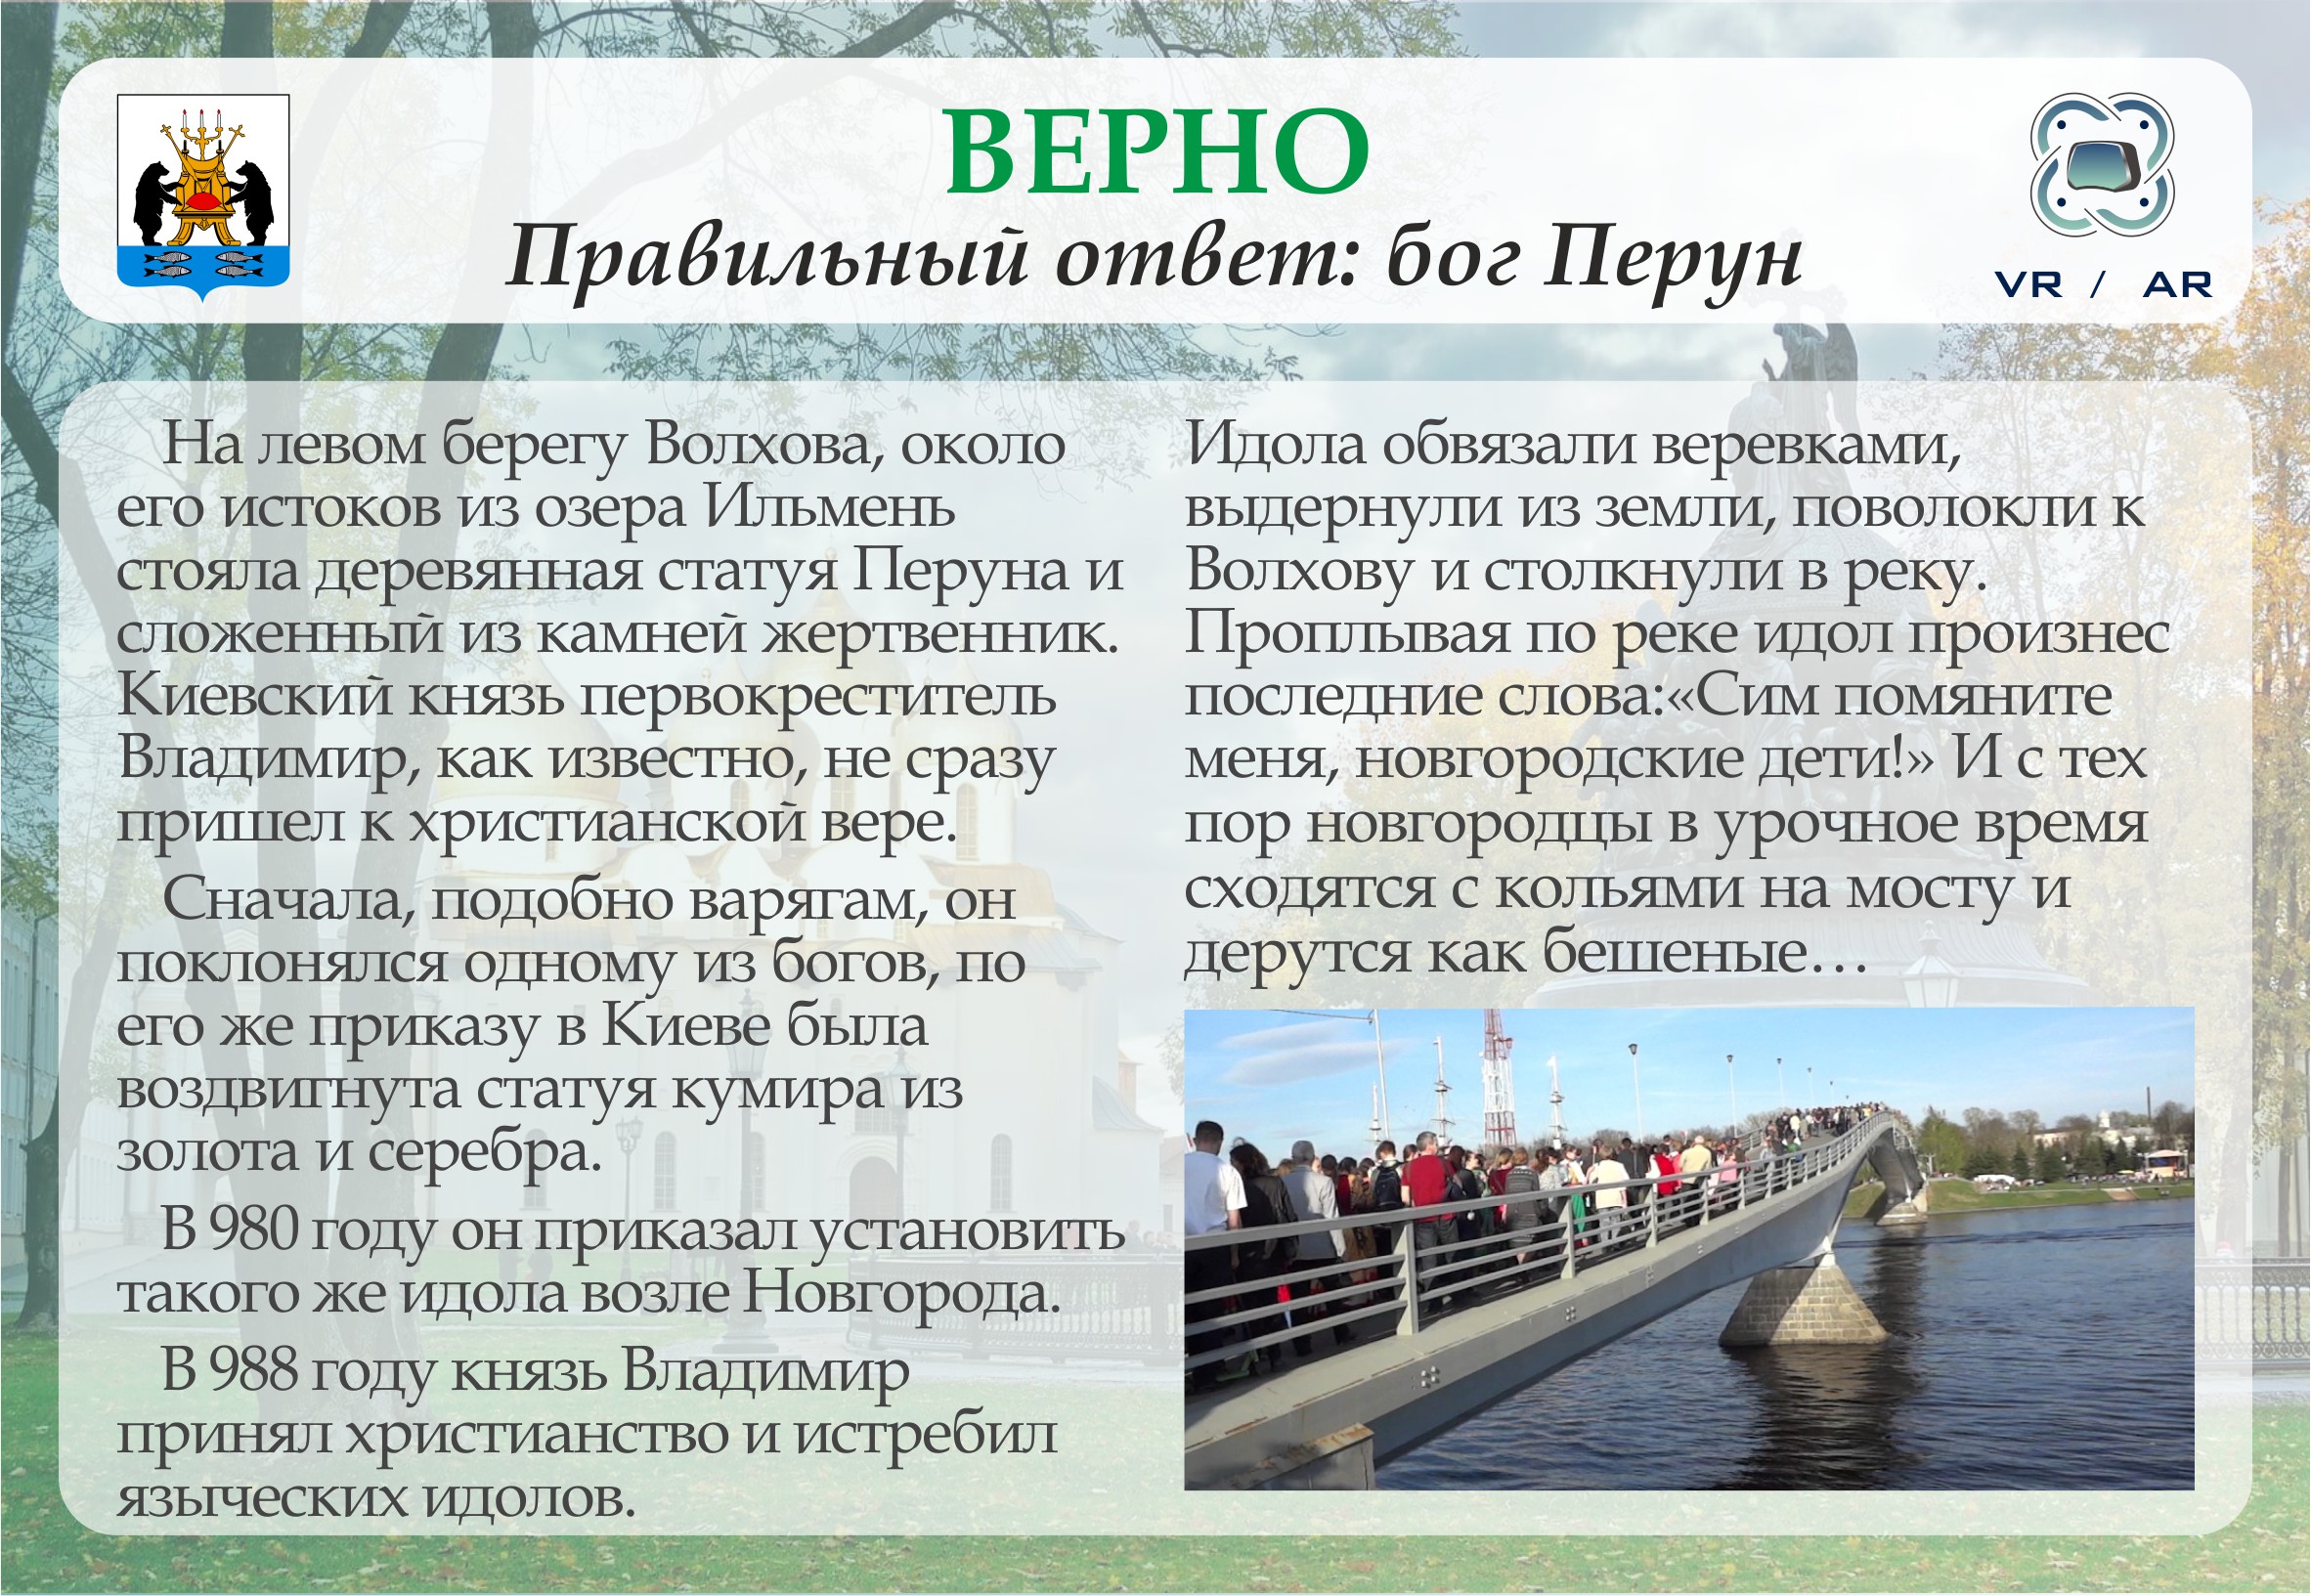 ВЕРНО
Правильный ответ: бог Перун
VR / AR
На левом берегу Волхова, около
его истоков из озера Ильмень
стояла деревянная статуя Перуна и
сложенный из камней жертвенник.
Киевский князь первокреститель
Владимир, как известно, не сразу
пришел к христианской вере.
Сначала, подобно варягам, он
поклонялся одному из богов, по
его же приказу в Киеве была
воздвигнута статуя кумира из
золота и серебра.
В 980 году он приказал установить
такого же идола возле Новгорода.
В 988 году князь Владимир
принял христианство и истребил
языческих идолов.
Идола обвязали веревками,
выдернули из земли, поволокли к
Волхову и столкнули в реку.
Проплывая по реке идол произнес
последние слова:«Сим помяните
меня, новгородские дети!» И с тех
пор новгородцы в урочное время
сходятся с кольями на мосту и
дерутся как бешеные…